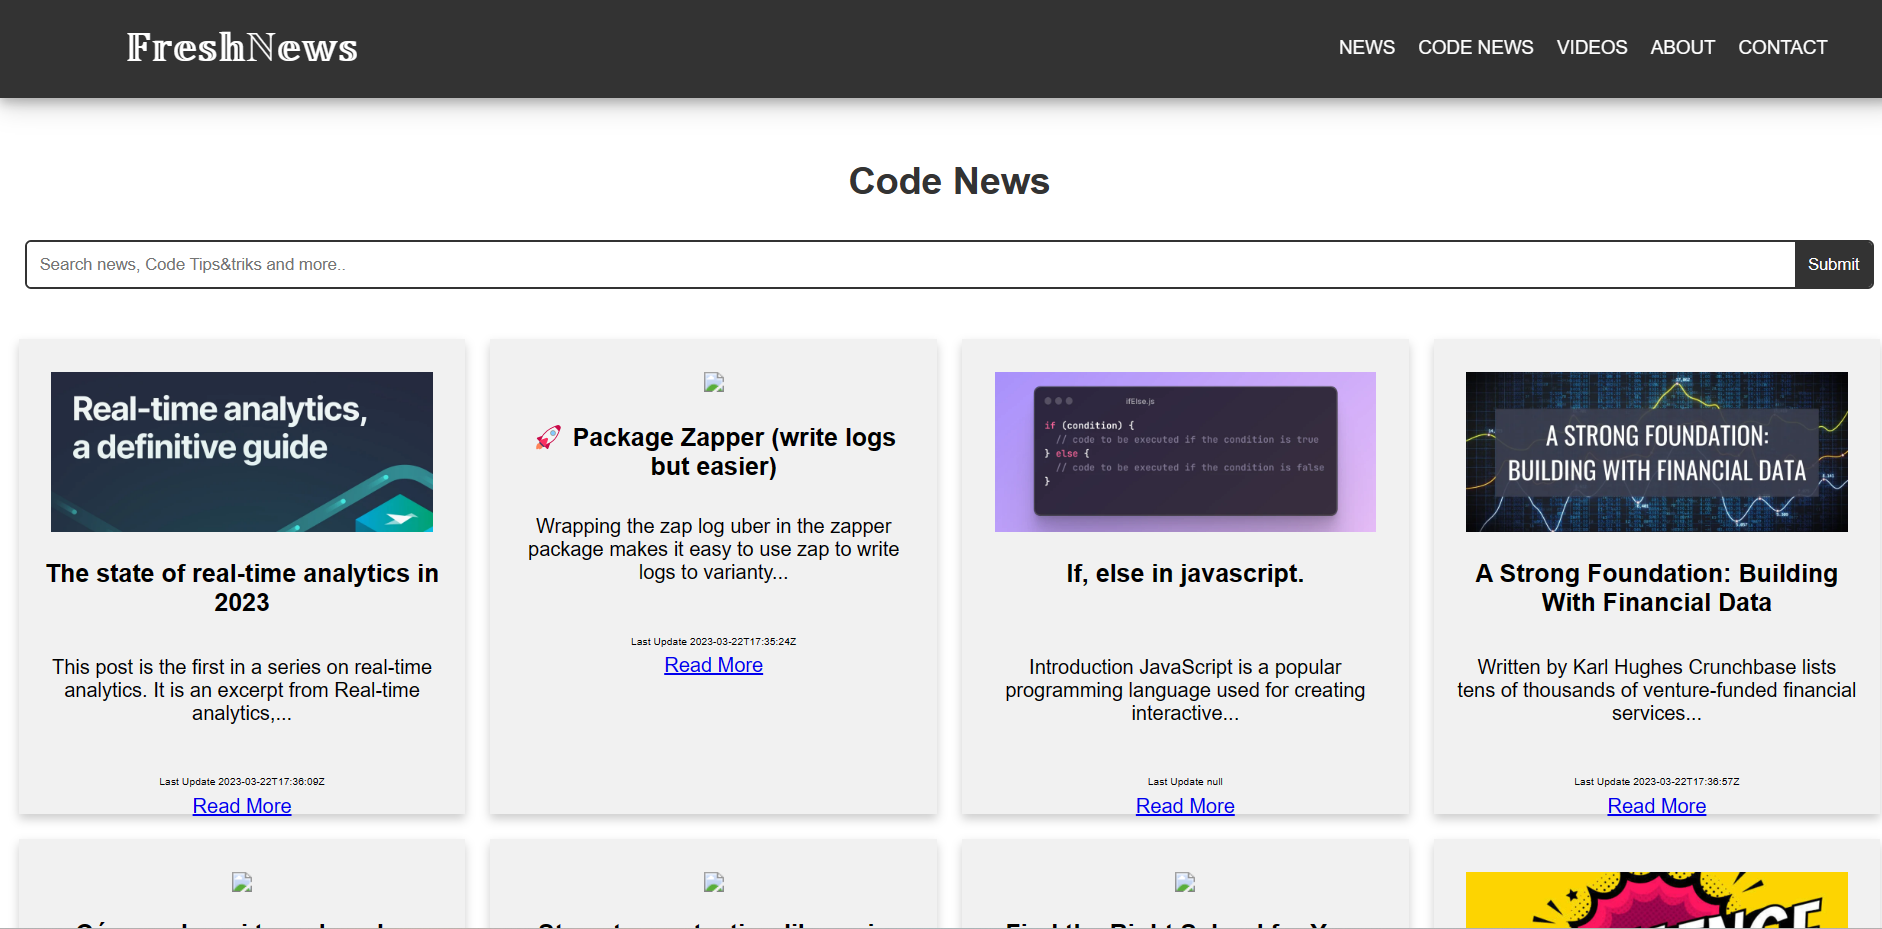 FreshNews
NEWS CODE NEWS VIDEOS ABOUT CONTACT
Code News
Search news, Code Tips&triks and more..
Submit
Real-time analytics,
a definitive guide
The state of real-time analytics in
2023
This post is the first in a series on real-time
analytics. It is an excerpt from Real-time
analytics,...
Last Update 2023-03-22T17:36:09Z
Read More
🚀 Package Zapper (write logs
but easier)
Wrapping the zap log uber in the zapper
package makes it easy to use zap to write
logs to varianty...
Last Update 2023-03-22T17:35:24Z
Read More
ifElse.js
if (condition) {
// code to be executed if the condition is true
} else {
// code to be executed if the condition is false
}
If, else in javascript.
Introduction JavaScript is a popular
programming language used for creating
interactive...
Last Update null
Read More
A STRONG FOUNDATION:
BUILDING WITH FINANCIAL DATA
A Strong Foundation: Building
With Financial Data
Written by Karl Hughes Crunchbase lists
tens of thousands of venture-funded financial
services...
Last Update 2023-03-22T17:36:57Z
Read More